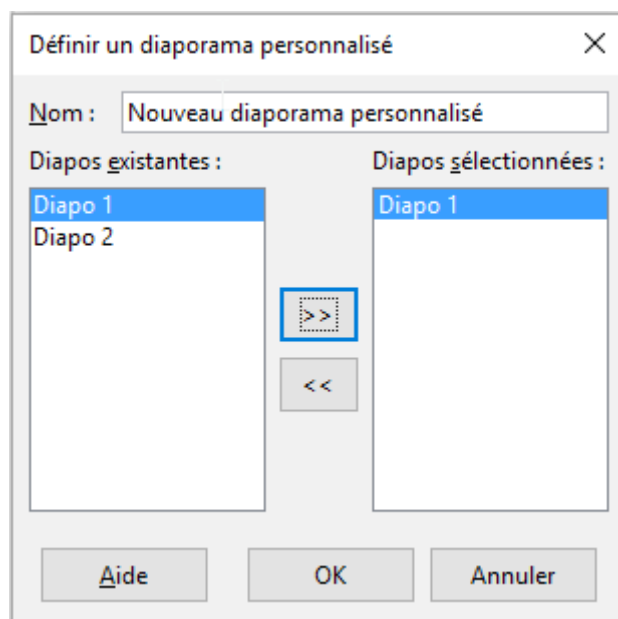 Définir un diaporama personnalisé
Nom : Nouveau diaporama personnalisé
Diapos existantes : Diapos sélectionnées :
Diapo 1 Diapo 1
Diapo 2
>>
<<
Aide OK Annuler